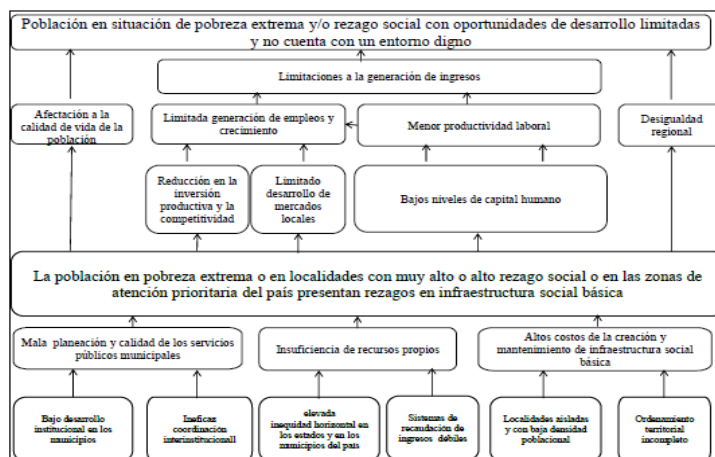 Población en situación de pobreza extrema y/o rezago social con oportunidades de desarrollo limitadas
y no cuenta con un entorno digno
Limitaciones a la generación de ingresos
Afectación a la
calidad de vida de la
población
Limitada generación de empleos y
crecimiento
Menor productividad laboral
Desigualdad
regional
Reducción en la
inversión
productiva y la
competitividad
Limitado
desarrollo de
mercados
locales
Bajos niveles de capital humano
La población en pobreza extrema o en localidades con muy alto o alto rezago social o en las zonas de
atención prioritaria del país presentan rezagos en infraestructura social básica
Mala planeación y calidad de los servicios
públicos municipales
Insuficiencia de recursos propios
Altos costos de la creación y
mantenimiento de infraestructura social
básica
Bajo desarrollo
institucional en los
municipios
Ineficaz
coordinación
interinstitucionall
elevada
inequidad horizontal en
los estados y en los
municipios del país
Sistemas de
recaudación de
ingresos débiles
Localidades aisladas
y con baja densidad
poblacional
Ordenamiento
territorial
incompleto